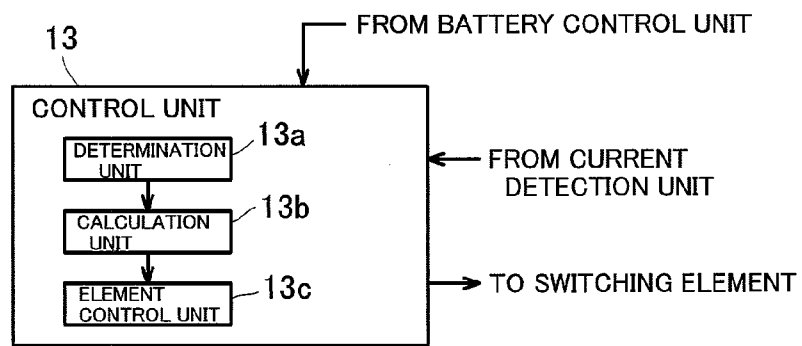 FROM BATTERY CONTROL UNIT
13
CONTROL UNIT
DETERMINATION
UNIT
13a
FROM CURRENT
DETECTION UNIT
CALCULATION
UNIT
13b
ELEMENT
CONTROL UNIT
13c
TO SWITCHING ELEMENT